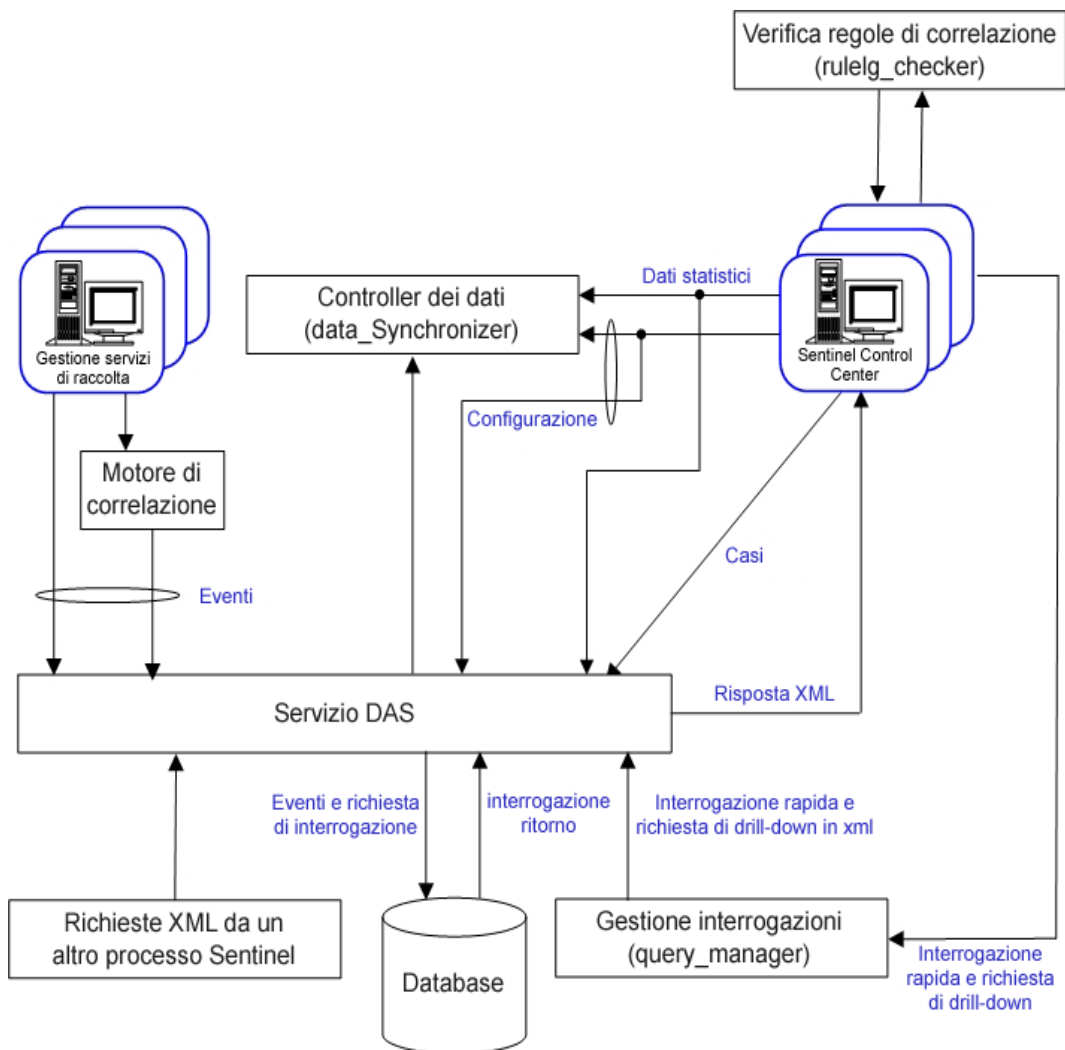 Verifica regole di correlazione
(rulelg_checker)
Controller dei dati
(data_Synchronizer)
Dati statistici
Gestione servizi
di raccolta
Sentinel Control
Center
Configurazione
Motore di
correlazione
Casi
Eventi
Servizio DAS
Risposta XML
Eventi e richiesta
di interrogazione
interrogazione
ritorno
Interrogazione rapida e
richiesta di drill-down in xml
Richieste XML da un
altro processo Sentinel
Database
Gestione interrogazioni
(query_manager)
Interrogazione
rapida e richiesta
di drill-down